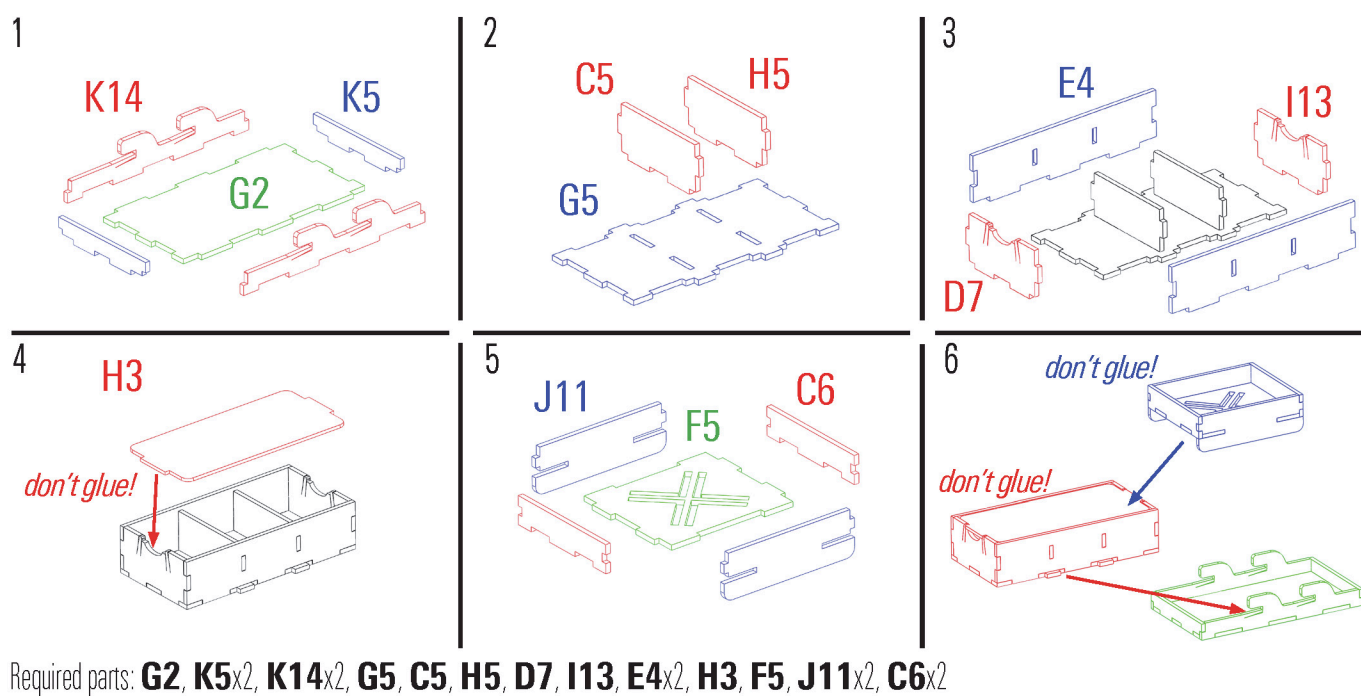 1
K14
K5
G2
2
C5
H5
G5
3
E4
I13
D7
4
H3
don't glue!
5
J11
C6
F5
6
don't glue!
don't glue!
Required parts: G2, K5x2, K14x2, G5, C5, H5, D7, I13, E4x2, H3, F5, J11x2, C6x2